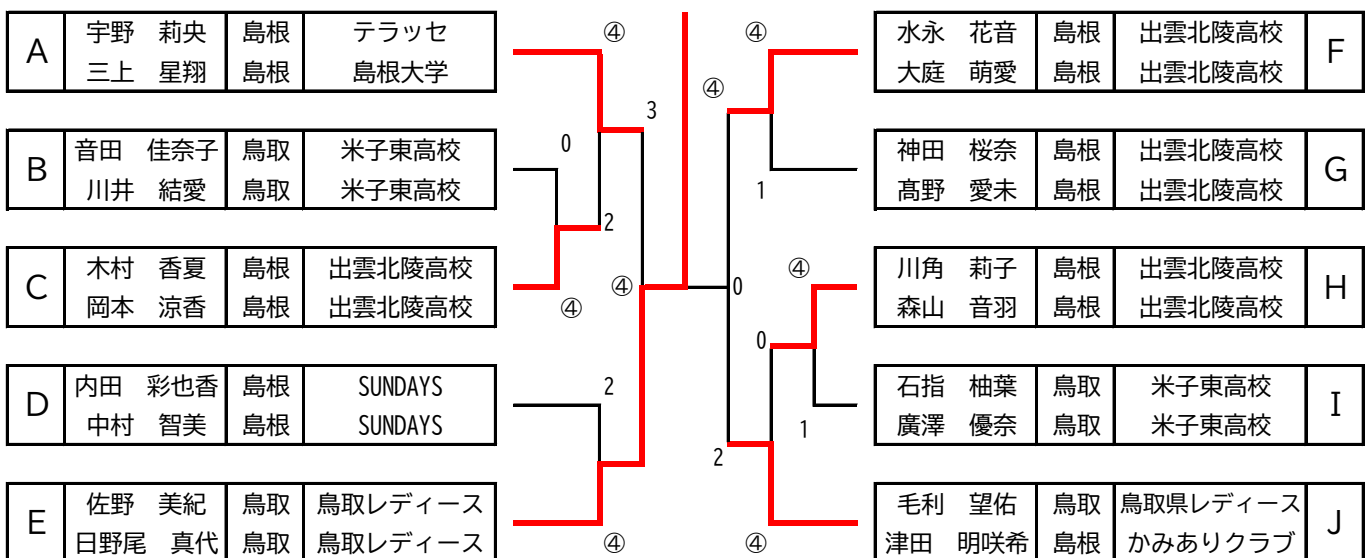 A 宇野 莉央 島根 テラッセ
三上 星翔 島根 島根大学
B 音田 佳奈子 鳥取 米子東高校
川井 結愛 鳥取 米子東高校
C 木村 香夏 島根 出雲北陵高校
岡本 涼香 島根 出雲北陵高校
D 内田 彩也香 島根 SUNDAYS
中村 智美 島根 SUNDAYS
E 佐野 美紀 鳥取 鳥取レディース
日野尾 真代 鳥取 鳥取レディース
④
3
0
2
④
④
2
④
④
④
1
0
④
0
1
2
④
水永 花音 島根 出雲北陵高校 F
大庭 萌愛 島根 出雲北陵高校
神田 桜奈 島根 出雲北陵高校 G
髙野 愛未 島根 出雲北陵高校
川角 莉子 島根 出雲北陵高校 H
森山 音羽 島根 出雲北陵高校
石指 柚葉 鳥取 米子東高校 I
廣澤 優奈 鳥取 米子東高校
毛利 望佑 鳥取 鳥取県レディース J
津田 明咲希 島根 かみありクラブ